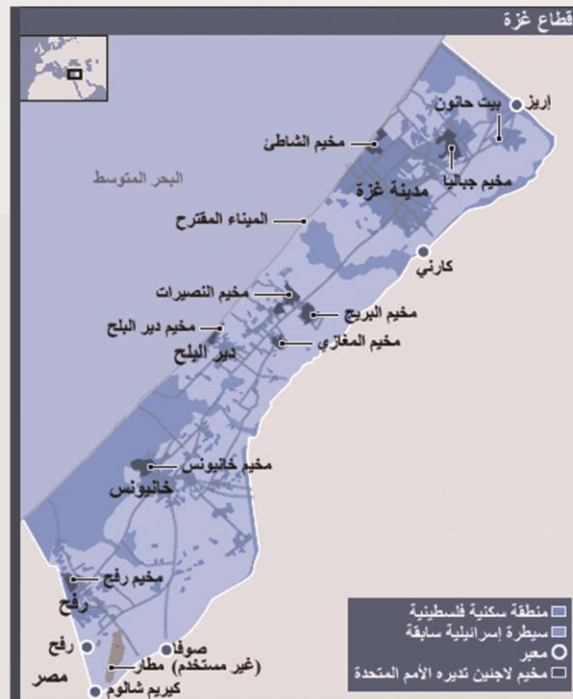 قطاع غزة
إريز
بيت حانون
مخيم الشاطئ
مخيم جباليا
مدينة غزة
البحر المتوسط
الميناء المقترح
كارني
مخيم النصيرات
مخيم البريج
مخيم دير البلح
مخيم المغازي
دير البلح
مخيم خانيونس
خانيونس
مخيم رفح
رفح
رفح
صوفا
مطار (غير مستخدم)
مصر
كيريم شالوم
منطقة سكنية فلسطينية
سيطرة إسرائيلية سابقة
معبر
مخيم لاجئين تديره الأمم المتحدة